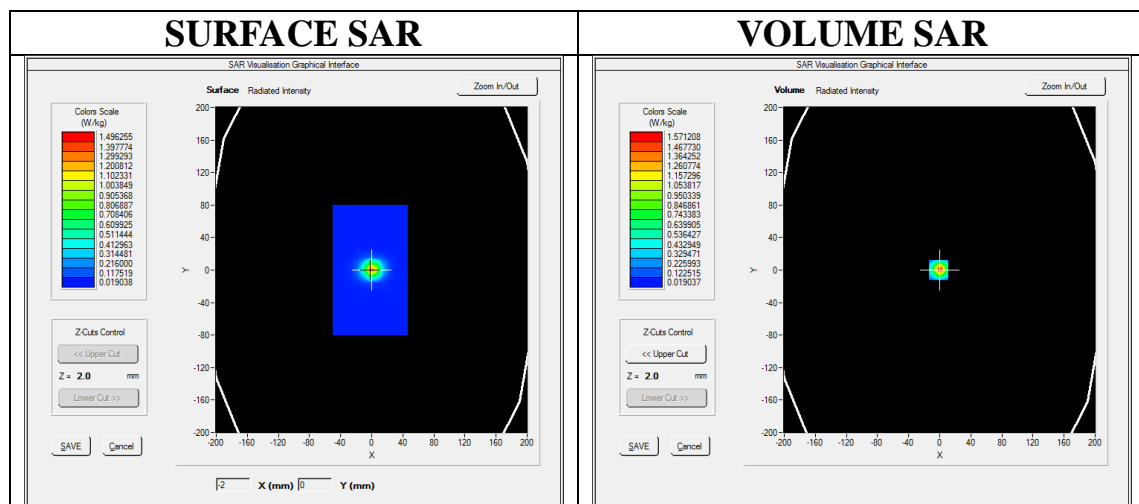 SURFACE SAR
VOLUME SAR
SAR Visualisation Graphical Interface
Surface Radiated Intensity
Zoom In/Out
Colors Scale
(W/kg)
1.496255
1.397774
1.299293
1.200812
1.102331
1.003849
0.905368
0.806887
0.708406
0.609925
0.511444
0.412963
0.314481
0.216000
0.117519
0.019038
200
160
120
80
40
0
-40
-80
-120
-160
-200
Y
-200 -160 -120 -80 -40 0 40 80 120 160 200
X
Z-Cuts Control
<< Upper Cut
Z = 2.0 mm
Lower Cut >>
SAVE Cancel
-2 X (mm) 0 Y (mm)
SAR Visualisation Graphical Interface
Volume Radiated Intensity
Zoom In/Out
Colors Scale
(W/kg)
1.571208
1.467730
1.364252
1.260774
1.157296
1.053817
0.950339
0.846861
0.743383
0.639905
0.536427
0.432949
0.329471
0.225993
0.122515
0.019037
200
160
120
80
40
0
-40
-80
-120
-160
-200
Y
-200 -160 -120 -80 -40 0 40 80 120 160 200
X
Z-Cuts Control
<< Upper Cut
Z = 2.0 mm
Lower Cut >>
SAVE Cancel